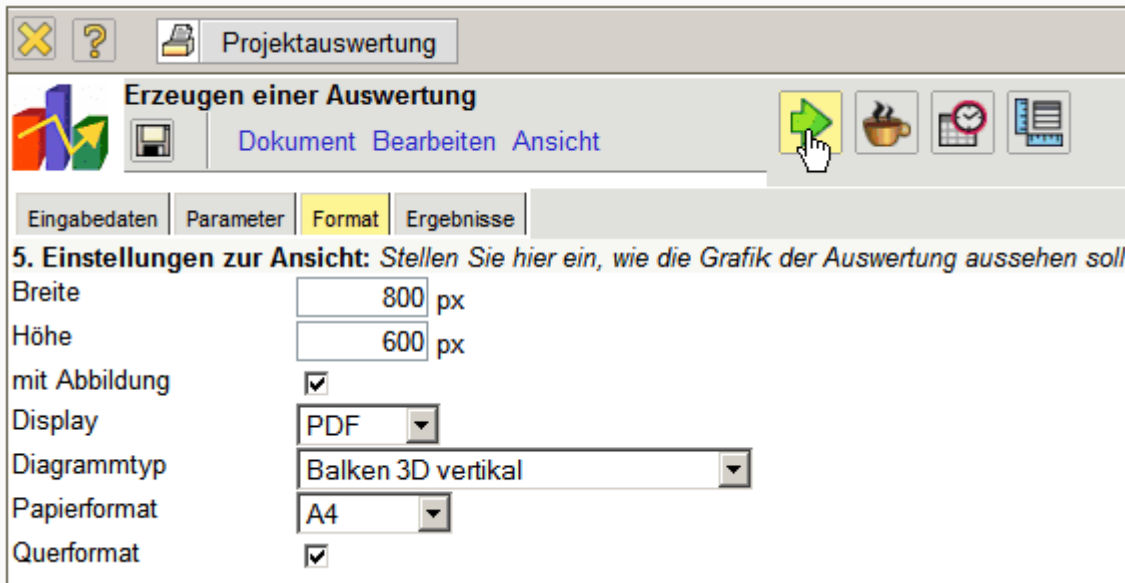 Projektauswertung
Erzeugen einer Auswertung
Dokument Bearbeiten Ansicht
Eingabedaten Parameter Format Ergebnisse
5. Einstellungen zur Ansicht: Stellen Sie hier ein, wie die Grafik der Auswertung aussehen soll
Breite 800 px
Höhe 600 px
mit Abbildung
Display PDF
Diagrammtyp Balken 3D vertikal
Papierformat A4
Querformat